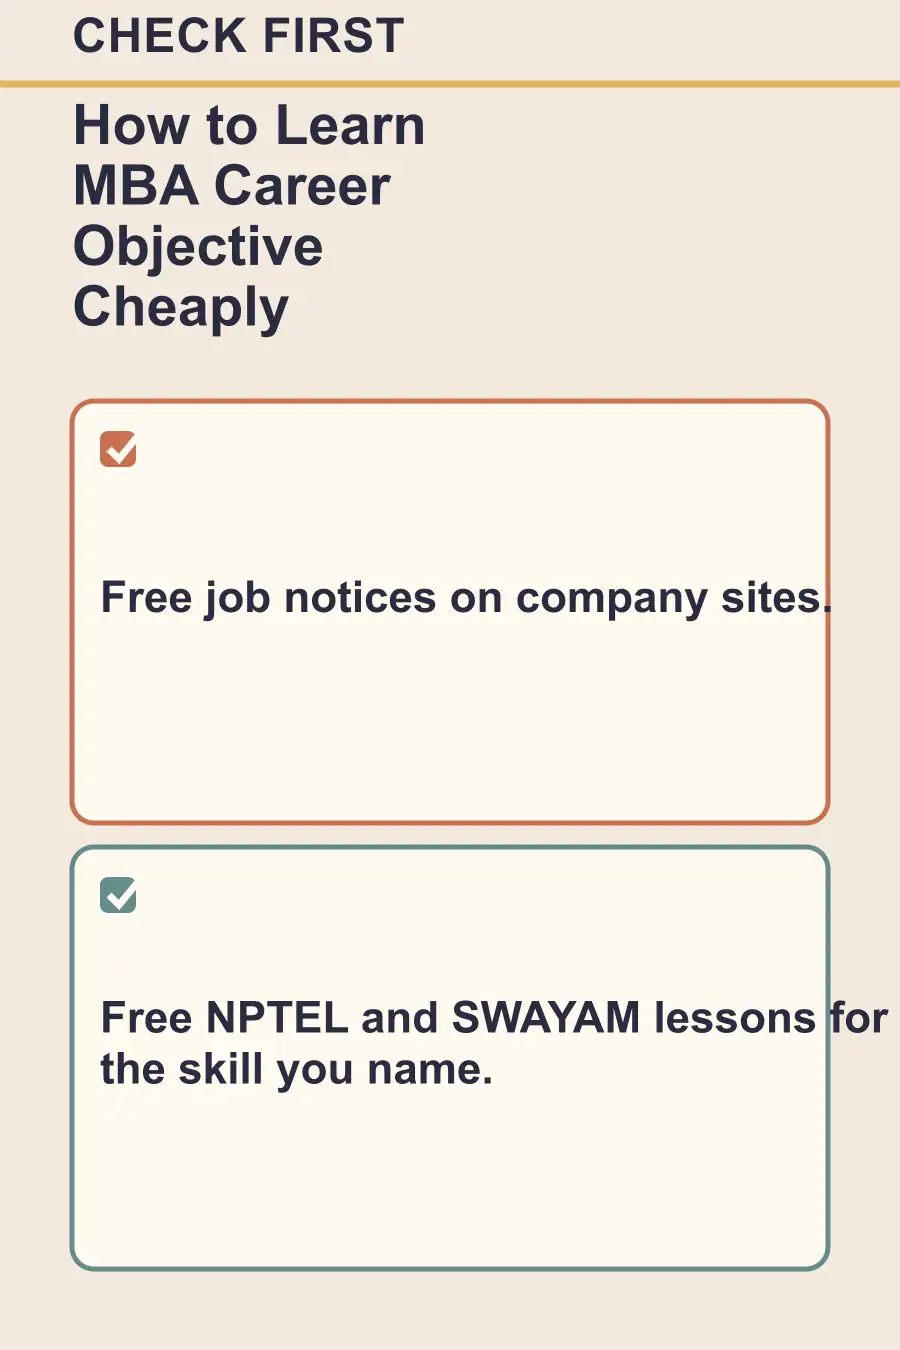 CHECK FIRST
How to Learn
MBA Career
Objective
Cheaply
Free job notices on company sites.
Free NPTEL and SWAYAM lessons for
the skill you name.